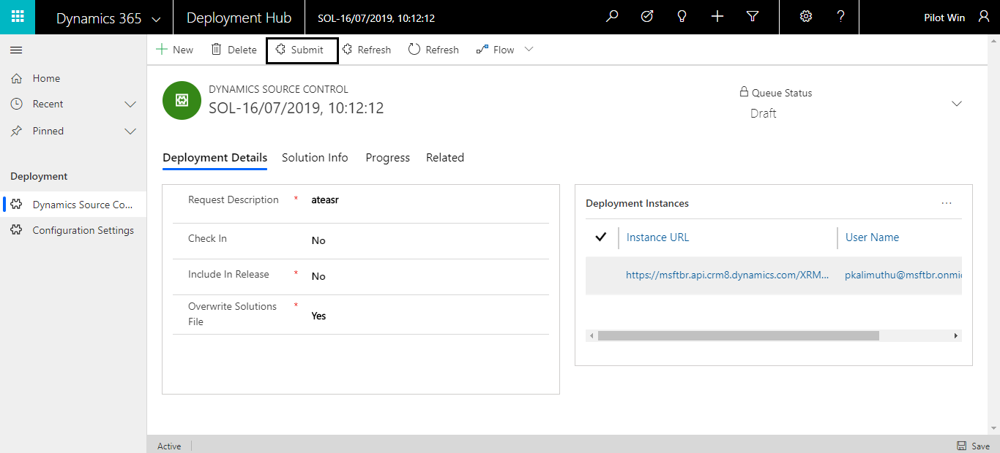 Dynamics 365
Deployment Hub
SOL-16/07/2019, 10:12:12
Pilot Win
New
Delete
Submit
Refresh
Refresh
Flow
Home
Recent
Pinned
Deployment
Dynamics Source Co...
Configuration Settings
DYNAMICS SOURCE CONTROL
SOL-16/07/2019, 10:12:12
Queue Status
Draft
Deployment Details
Solution Info
Progress
Related
Request Description * ateasr
Check In No
Include In Release * No
Overwrite Solutions
File * Yes
Deployment Instances
...
Instance URL
User Name
https://msftbr.api.crm8.dynamics.com/XRM...
pkalimuthu@msftbr.onmi
Active
Save